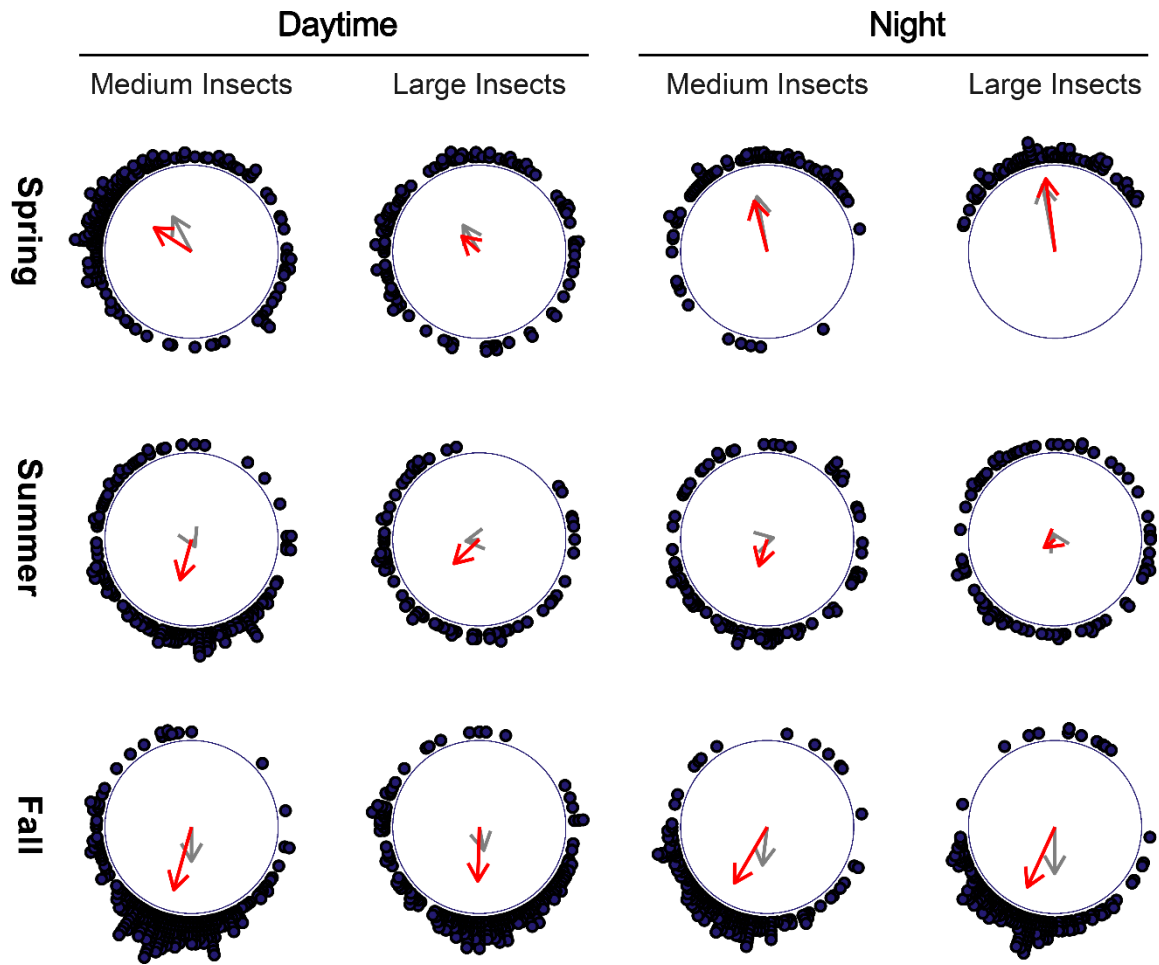 Daytime
Night
Medium Insects
Large Insects
Medium Insects
Large Insects
Spring
Summer
Fall